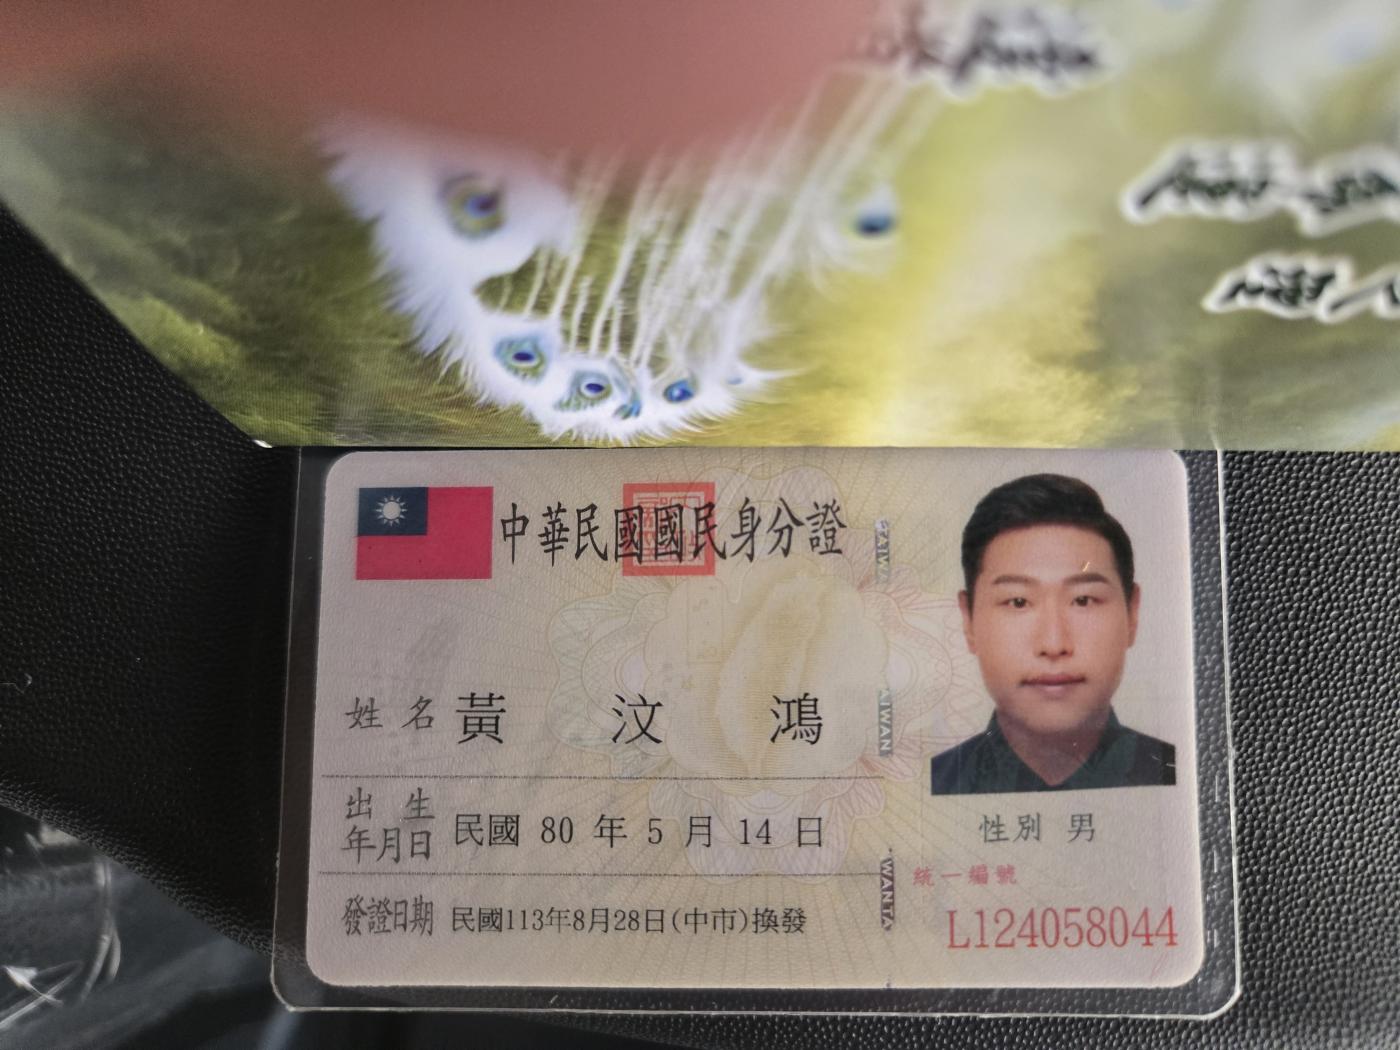 中華民國國民身分證
姓名 黃汶鴻
出生年月日 民國 80 年 5 月 14 日
發證日期 民國113年8月28日(中市)換發
性別 男
統一編號
L124058044
TAIWAN
TAIWAN